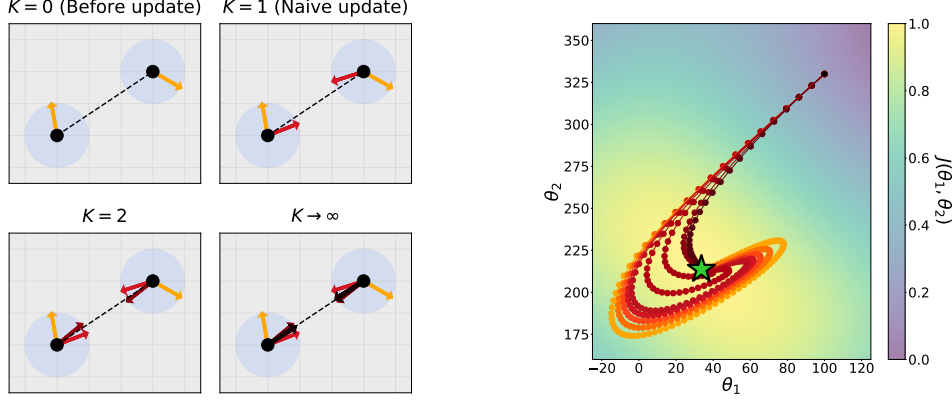 K = 0 (Before update)
K = 1 (Naive update)
K = 2
K → ∞
350
325
300
275
250
225
200
175
θ₂
−20 0 20 40 60 80 100 120
θ₁
1.0
0.8
0.6
0.4
0.2
0.0
J(θ₁, θ₂)